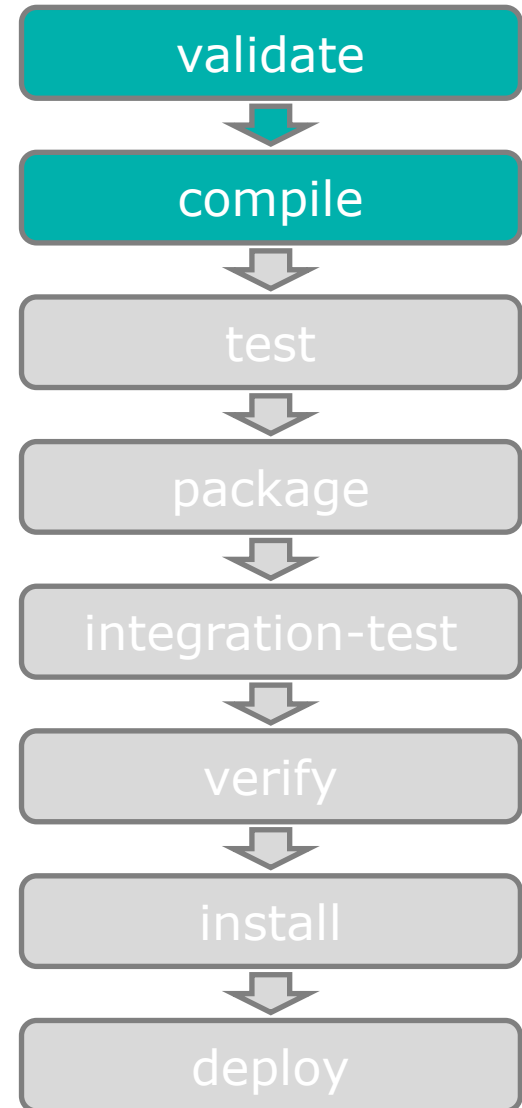 validate
compile
test
package
integration-test
verify
install
deploy